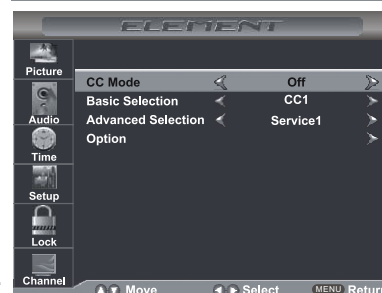 ELEMENT
Picture
CC Mode Off
Basic Selection CC1
Audio
Advanced Selection Service1
Option
Time
Setup
Lock
Channel
Move Select MENU Return